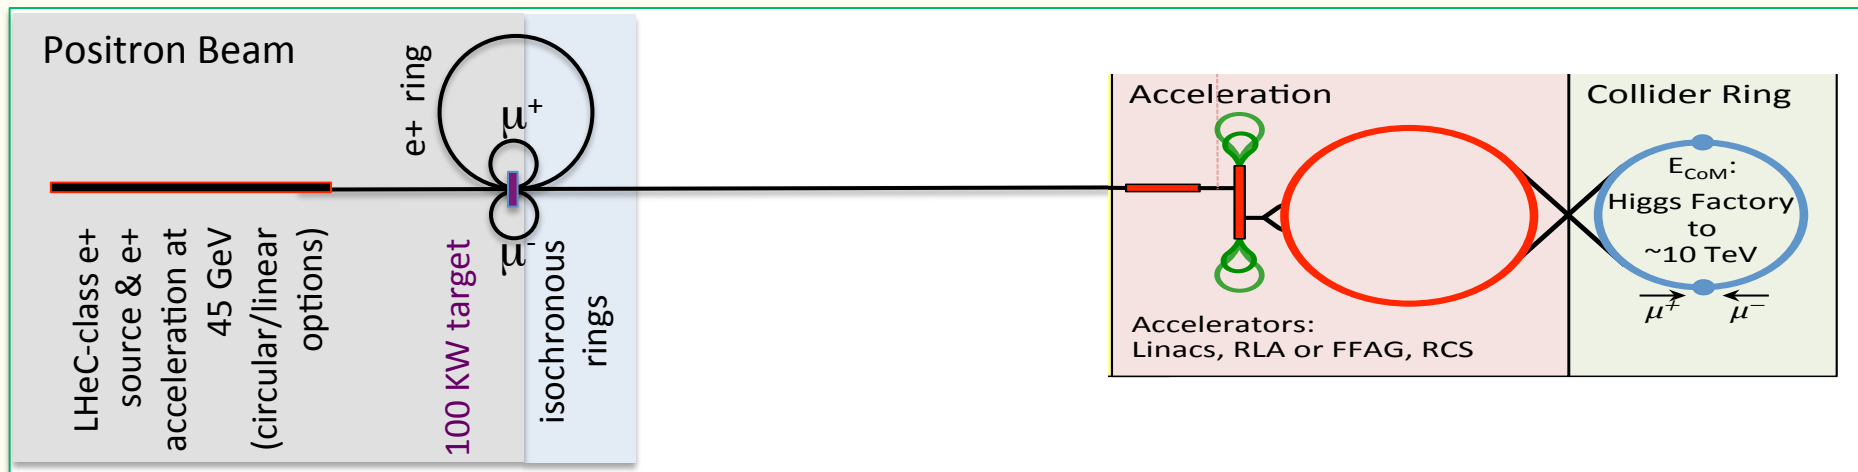 Positron Beam
LHeC-class e+
source & e+
acceleration at
45 GeV
(circular/linear
options)
e+ ring
μ⁺
μ⁻
100 KW target
isochronous
rings
Acceleration
Accelerators:
Linacs, RLA or FFAG, RCS
Collider Ring
E_CoM:
Higgs Factory
to
~10 TeV
μ⁺ μ⁻